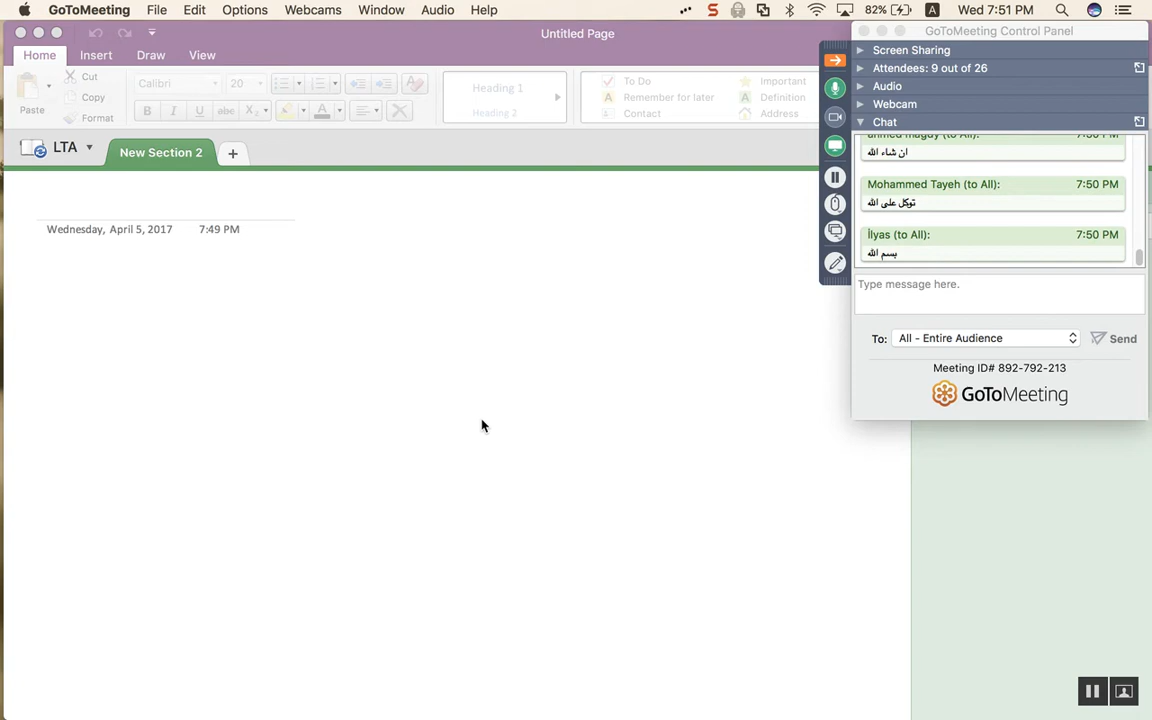 GoToMeeting File Edit Options Webcams Window Audio Help 82% A Wed 7:51 PM
Untitled Page
GoToMeeting Control Panel
Home Insert Draw View
Screen Sharing
Attendees: 9 out of 26
Audio
Webcam
Chat
Paste
Cut
Copy
Format
Calibri 20
B I U abc X₂ A
Heading 1
Heading 2
To Do
Remember for later
Contact
Important
Definition
Address
LTA
New Section 2
+
Wednesday, April 5, 2017 7:49 PM
ان شاء الله
Mohammed Tayeh (to All): 7:50 PM
توكل على الله
İlyas (to All): 7:50 PM
بسم الله
Type message here.
To: All - Entire Audience Send
Meeting ID# 892-792-213
GoToMeeting